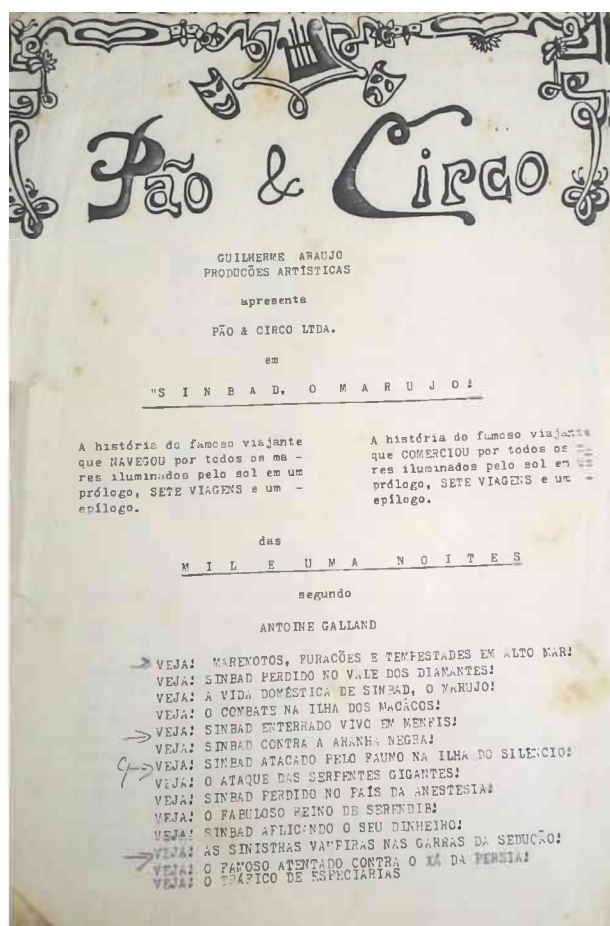 Pão & Circo
GUILHERME ARAUJO
PRODUCÕES ARTÍSTICAS
apresenta
PÃO & CIRCO LTDA.
em
"S I N B A D, O M A R U J O!
A história do famoso viajante
que NAVEGOU por todos os ma -
res iluminados pelo sol em um
prólogo, SETE VIAGENS e um -
epílogo.
A história do famoso viajante
que COMERCIOU por todos os
res iluminados pelo sol em
prólogo, SETE VIAGENS e um -
epílogo.
das
M I L E U M A N O I T E S
segundo
ANTOINE GALLAND
VEJA! MAREMOTOS, FURACÕES E TEMPESTADES EM ALTO MAR!
VEJA! SINBAD PERDIDO NO VALE DOS DIAMANTES!
VEJA! A VIDA DOMÉSTICA DE SINBAD, O MARUJO!
VEJA! O COMBATE NA ILHA DOS MACACOS!
VEJA! SINBAD ENTERRADO VIVO EM MENFIS!
VEJA! SINBAD CONTRA A ARANHA NEGRA!
VEJA! SINBAD ATACADO PELO FAUNO NA ILHA DO SILENCIO!
VEJA! O ATAQUE DAS SERPENTES GIGANTES!
VEJA! SINBAD PERDIDO NO PAÍS DA ANESTESIA!
VEJA! O FABULOSO REINO DE SERENDIB!
VEJA! SINBAD APLICANDO O SEU DINHEIRO!
VEJA! AS SINISTRAS VAMPIRAS NAS GARRAS DA SEDUÇÃO!
VEJA! O FAMOSO ATENTADO CONTRA O XÁ DA PERSIA!
VEJA! O TRÁFICO DE ESPECIARIAS